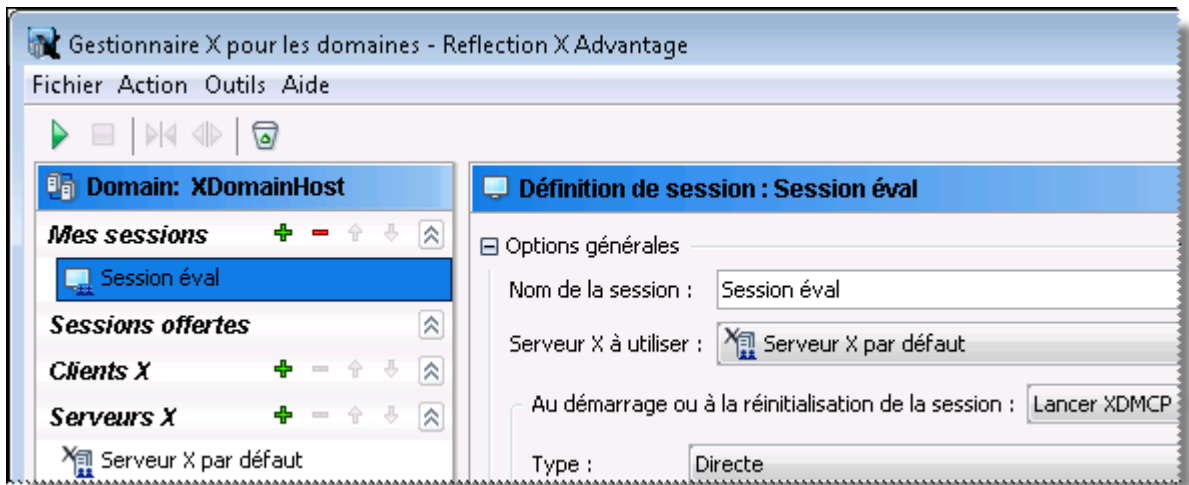 Gestionnaire X pour les domaines - Reflection X Advantage
Fichier Action Outils Aide
Domain: XDomainHost
Mes sessions
Session éval
Sessions offertes
Clients X
Serveurs X
Serveur X par défaut
Définition de session : Session éval
Options générales
Nom de la session : Session éval
Serveur X à utiliser : Serveur X par défaut
Au démarrage ou à la réinitialisation de la session : Lancer XDMCP
Type : Directe